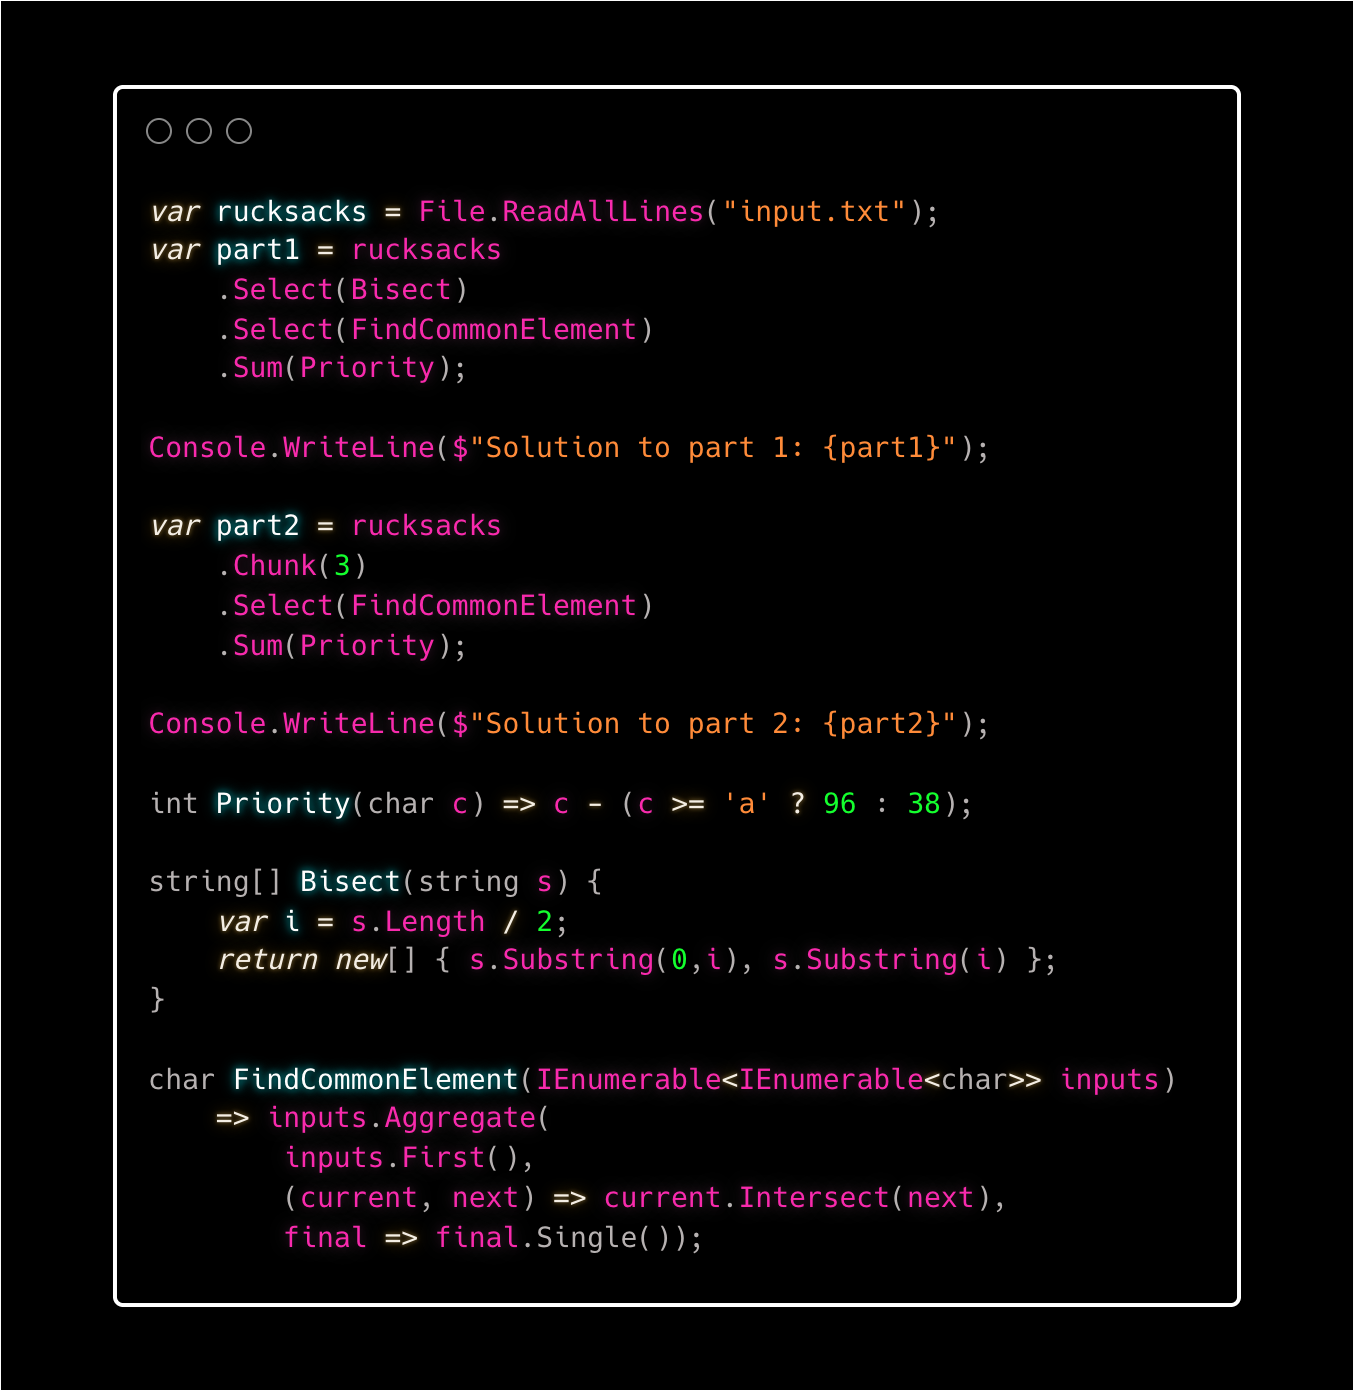 var rucksacks = File.ReadAllLines("input.txt");
var part1 = rucksacks
    .Select(Bisect)
    .Select(FindCommonElement)
    .Sum(Priority);

Console.WriteLine($"Solution to part 1: {part1}");

var part2 = rucksacks
    .Chunk(3)
    .Select(FindCommonElement)
    .Sum(Priority);

Console.WriteLine($"Solution to part 2: {part2}");

int Priority(char c) => c - (c >= 'a' ? 96 : 38);

string[] Bisect(string s) {
    var i = s.Length / 2;
    return new[] { s.Substring(0,i), s.Substring(i) };
}

char FindCommonElement(IEnumerable<IEnumerable<char>> inputs)
    => inputs.Aggregate(
        inputs.First(),
        (current, next) => current.Intersect(next),
        final => final.Single());